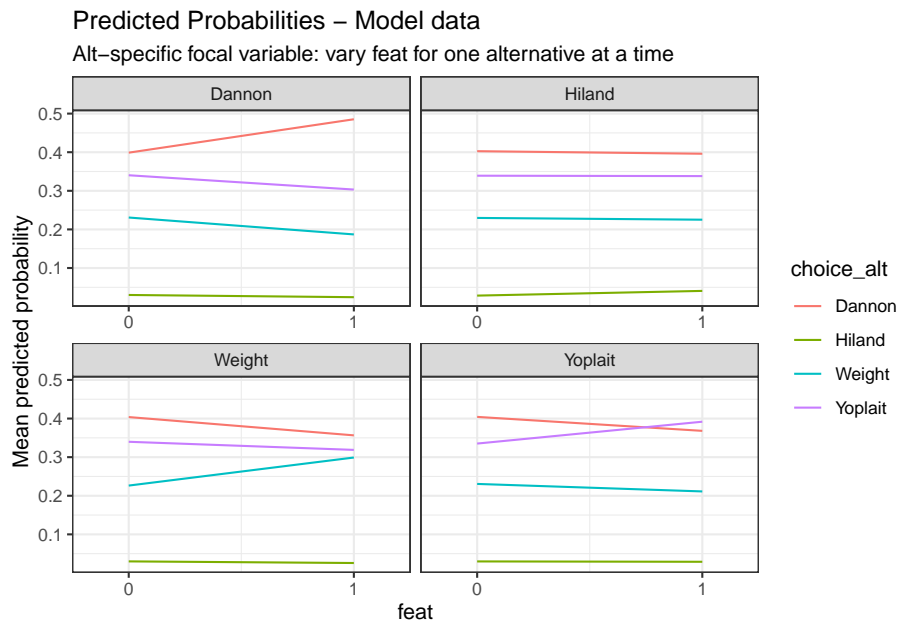 Predicted Probabilities − Model data
Alt−specific focal variable: vary feat for one alternative at a time
Dannon
Hiland
0.5
0.4
0.3
0.2
0.1
0
1
0
1
Weight
Yoplait
0.5
0.4
0.3
0.2
0.1
0
1
0
1
Mean predicted probability
feat
choice_alt
Dannon
Hiland
Weight
Yoplait